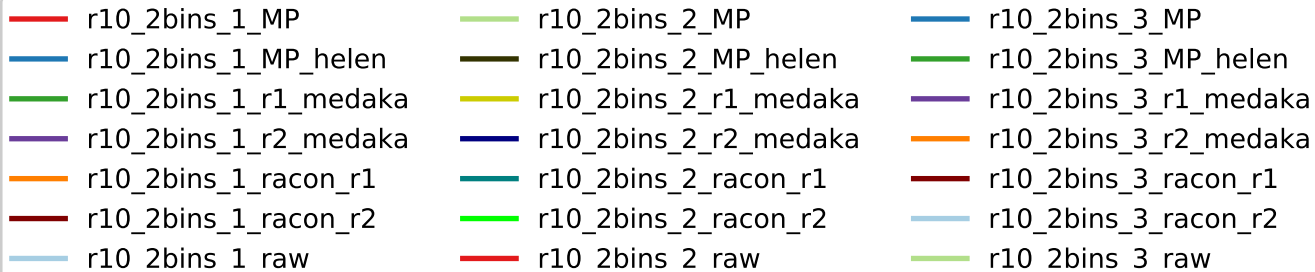 r10_2bins_1_MP r10_2bins_2_MP r10_2bins_3_MP
r10_2bins_1_MP_helen r10_2bins_2_MP_helen r10_2bins_3_MP_helen
r10_2bins_1_r1_medaka r10_2bins_2_r1_medaka r10_2bins_3_r1_medaka
r10_2bins_1_r2_medaka r10_2bins_2_r2_medaka r10_2bins_3_r2_medaka
r10_2bins_1_racon_r1 r10_2bins_2_racon_r1 r10_2bins_3_racon_r1
r10_2bins_1_racon_r2 r10_2bins_2_racon_r2 r10_2bins_3_racon_r2
r10_2bins_1_raw r10_2bins_2_raw r10_2bins_3_raw